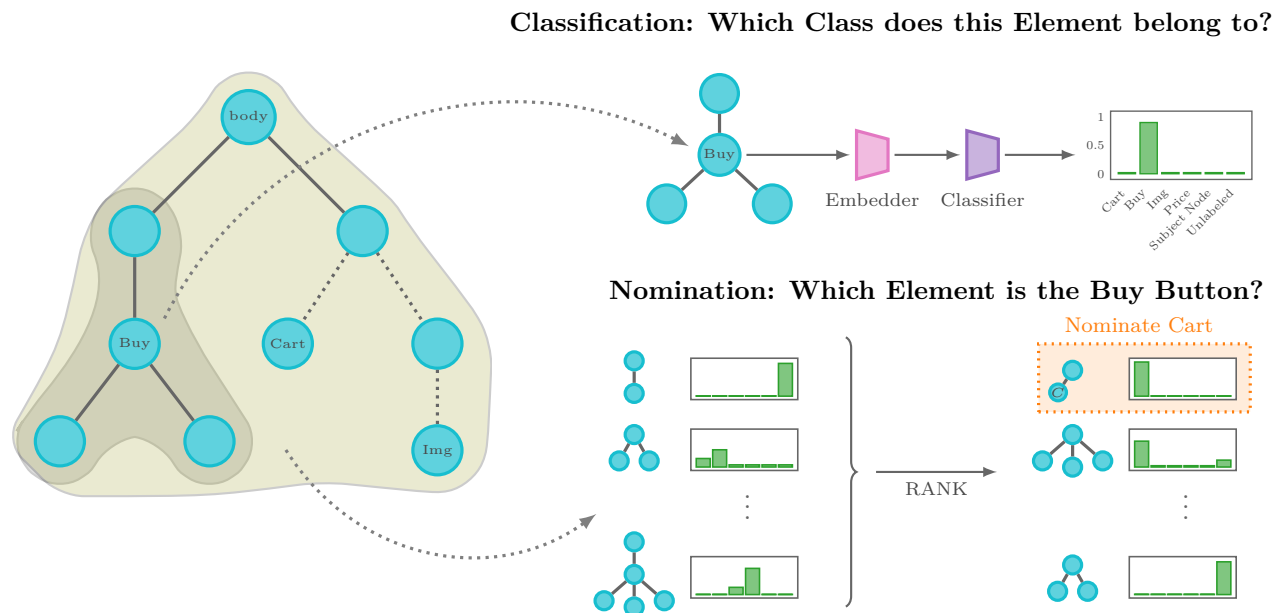 Classification: Which Class does this Element belong to?
body
Buy
Cart
Img
Buy
Embedder
Classifier
1
0.5
0
Cart
Buy
Img
Price
Subject Node
Unlabeled
Nomination: Which Element is the Buy Button?
Nominate Cart
C
RANK